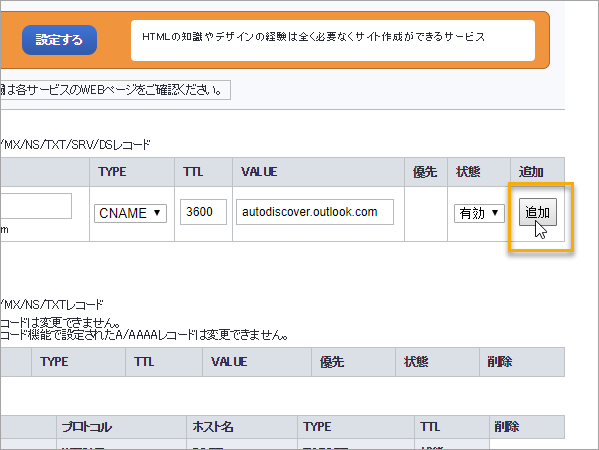 設定する
HTMLの知識やデザインの経験は全く必要なくサイト作成ができるサービス
は各サービスのWEBページをご確認ください。
/MX/NS/TXT/SRV/DSレコード
TYPE TTL VALUE 優先 状態 追加
CNAME 3600 autodiscover.outlook.com 有効 追加
m
/MX/NS/TXTレコード
コードは変更できません。
コード機能で設定されたA/AAAAレコードは変更できません。
TYPE TTL VALUE 優先 状態 削除
プロトコル ホスト名 TYPE TTL 削除